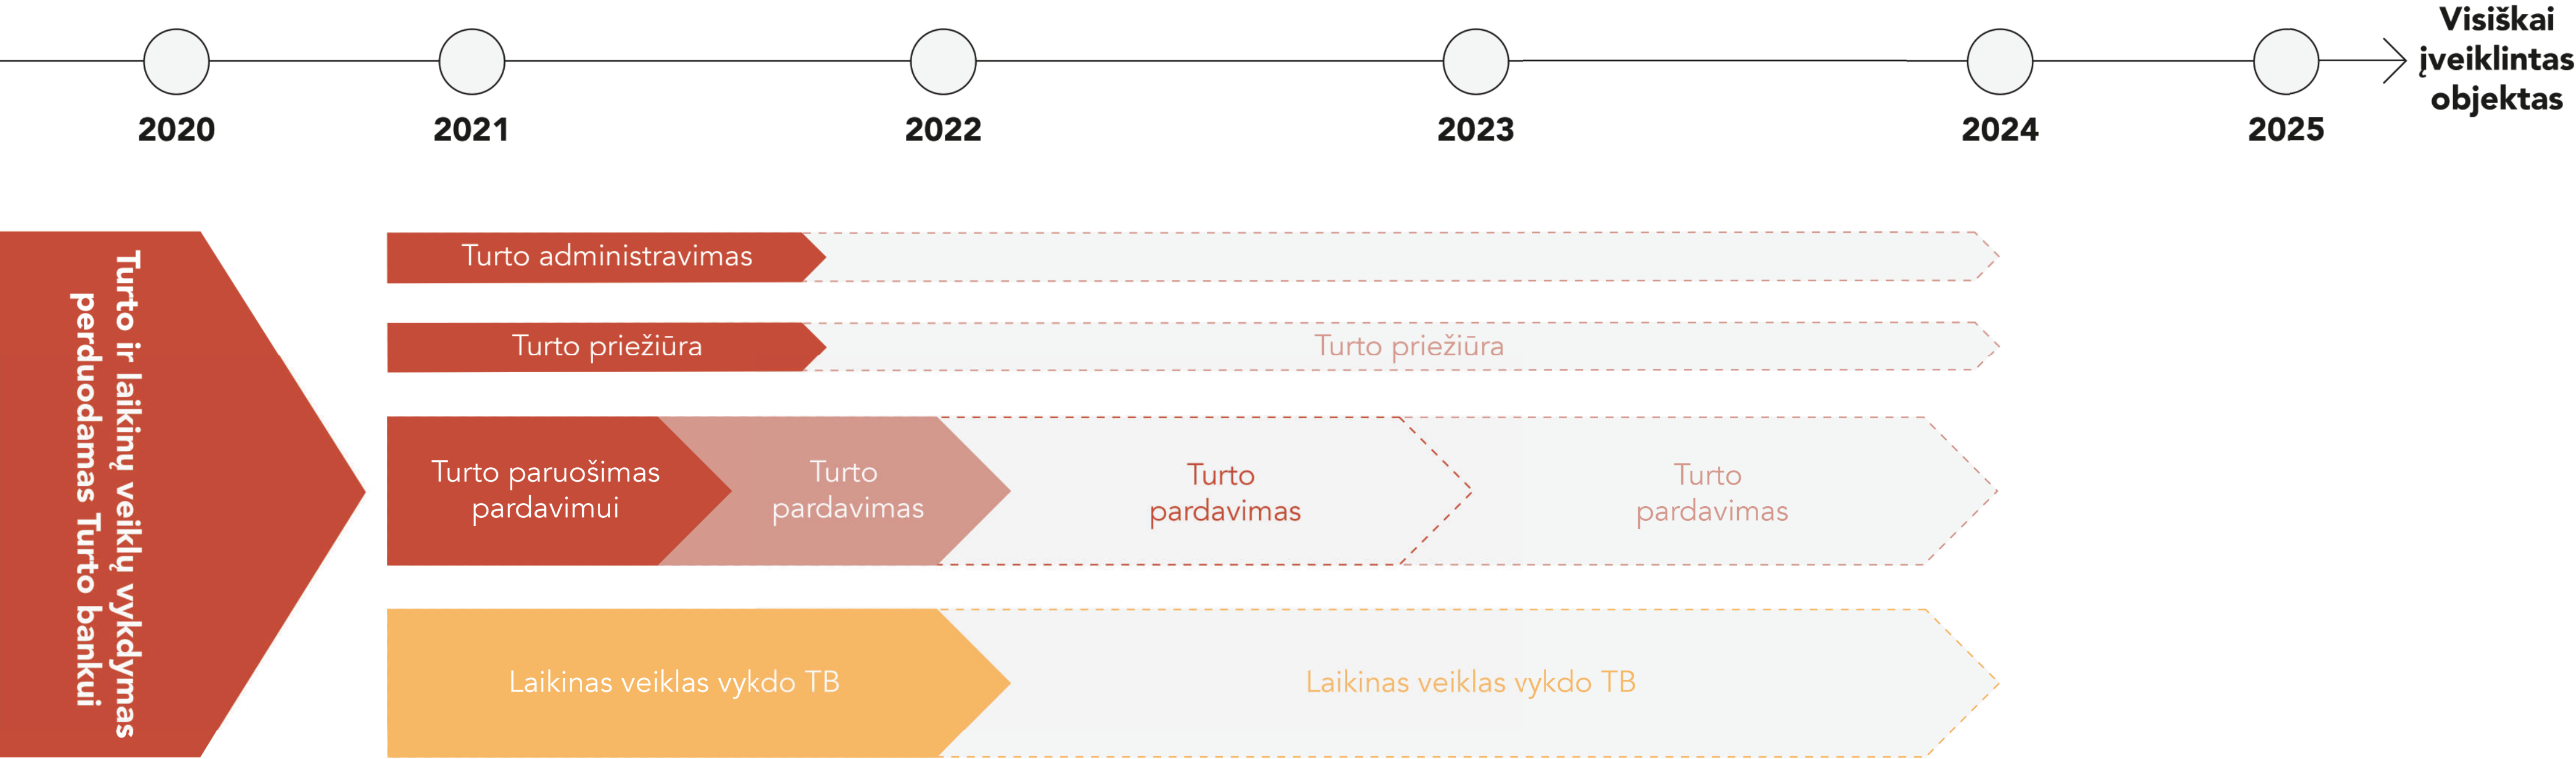 Visiškai
įveiklintas
objektas
2020
2021
2022
2023
2024
2025
Turto ir laikinų veiklų vykdymas
perduodamas Turto bankui
Turto administravimas
Turto priežiūra
Turto priežiūra
Turto paruošimas
pardavimui
Turto
pardavimas
Turto
pardavimas
Turto
pardavimas
Laikinas veiklas vykdo TB
Laikinas veiklas vykdo TB